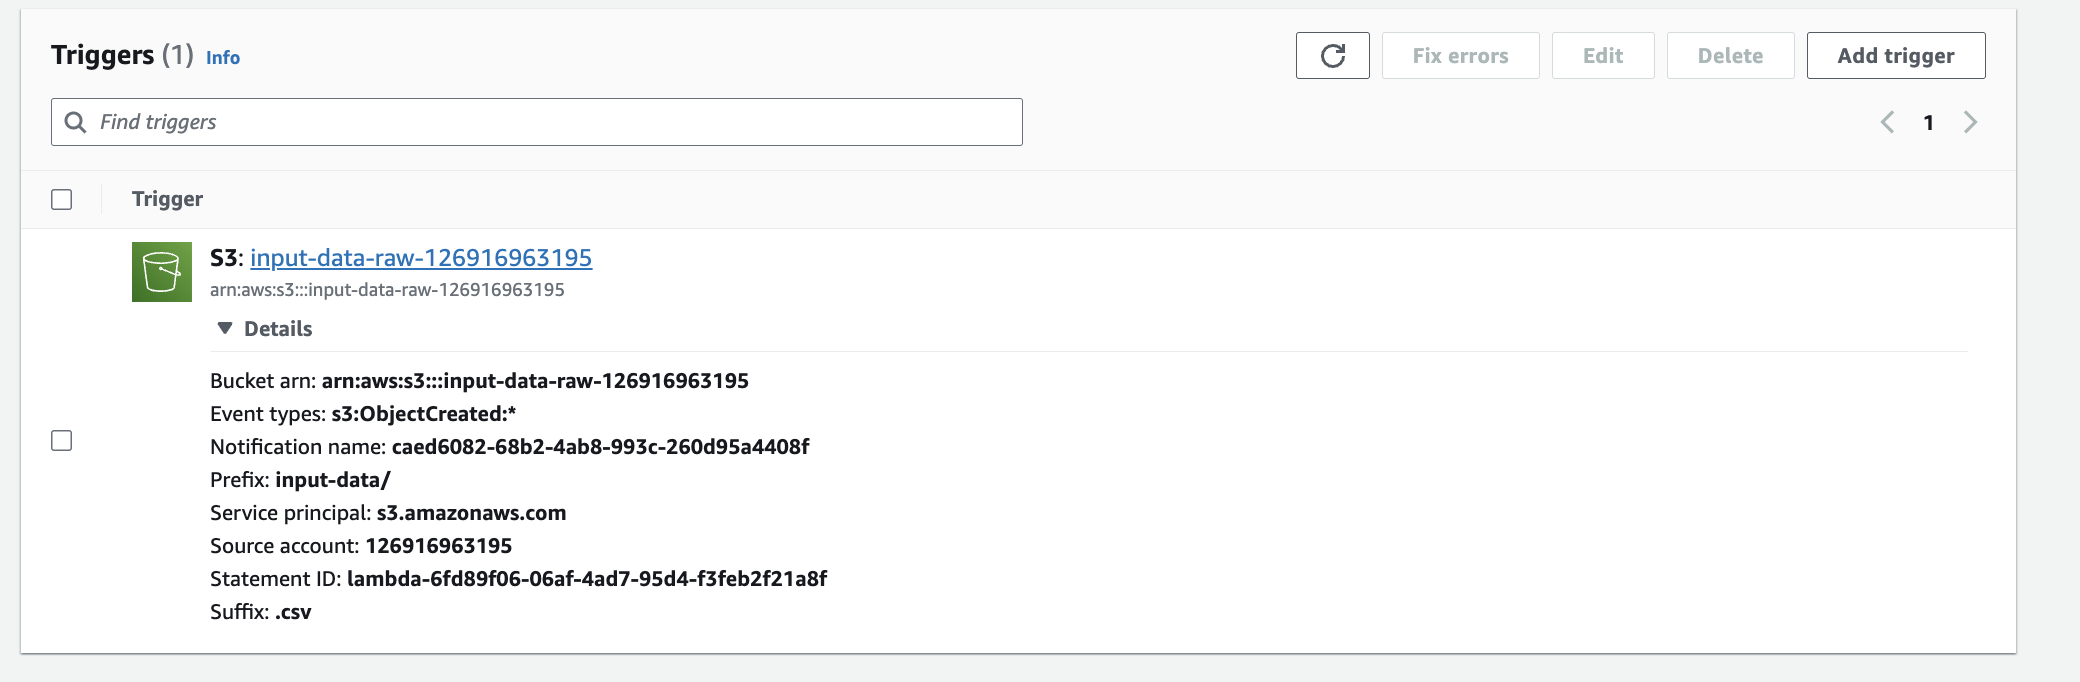 Triggers (1) Info
Fix errors
Edit
Delete
Add trigger
Find triggers
1
Trigger
S3: input-data-raw-126916963195
arn:aws:s3:::input-data-raw-126916963195
Details
Bucket arn: arn:aws:s3:::input-data-raw-126916963195
Event types: s3:ObjectCreated:*
Notification name: caed6082-68b2-4ab8-993c-260d95a4408f
Prefix: input-data/
Service principal: s3.amazonaws.com
Source account: 126916963195
Statement ID: lambda-6fd89f06-06af-4ad7-95d4-f3feb2f21a8f
Suffix: .csv